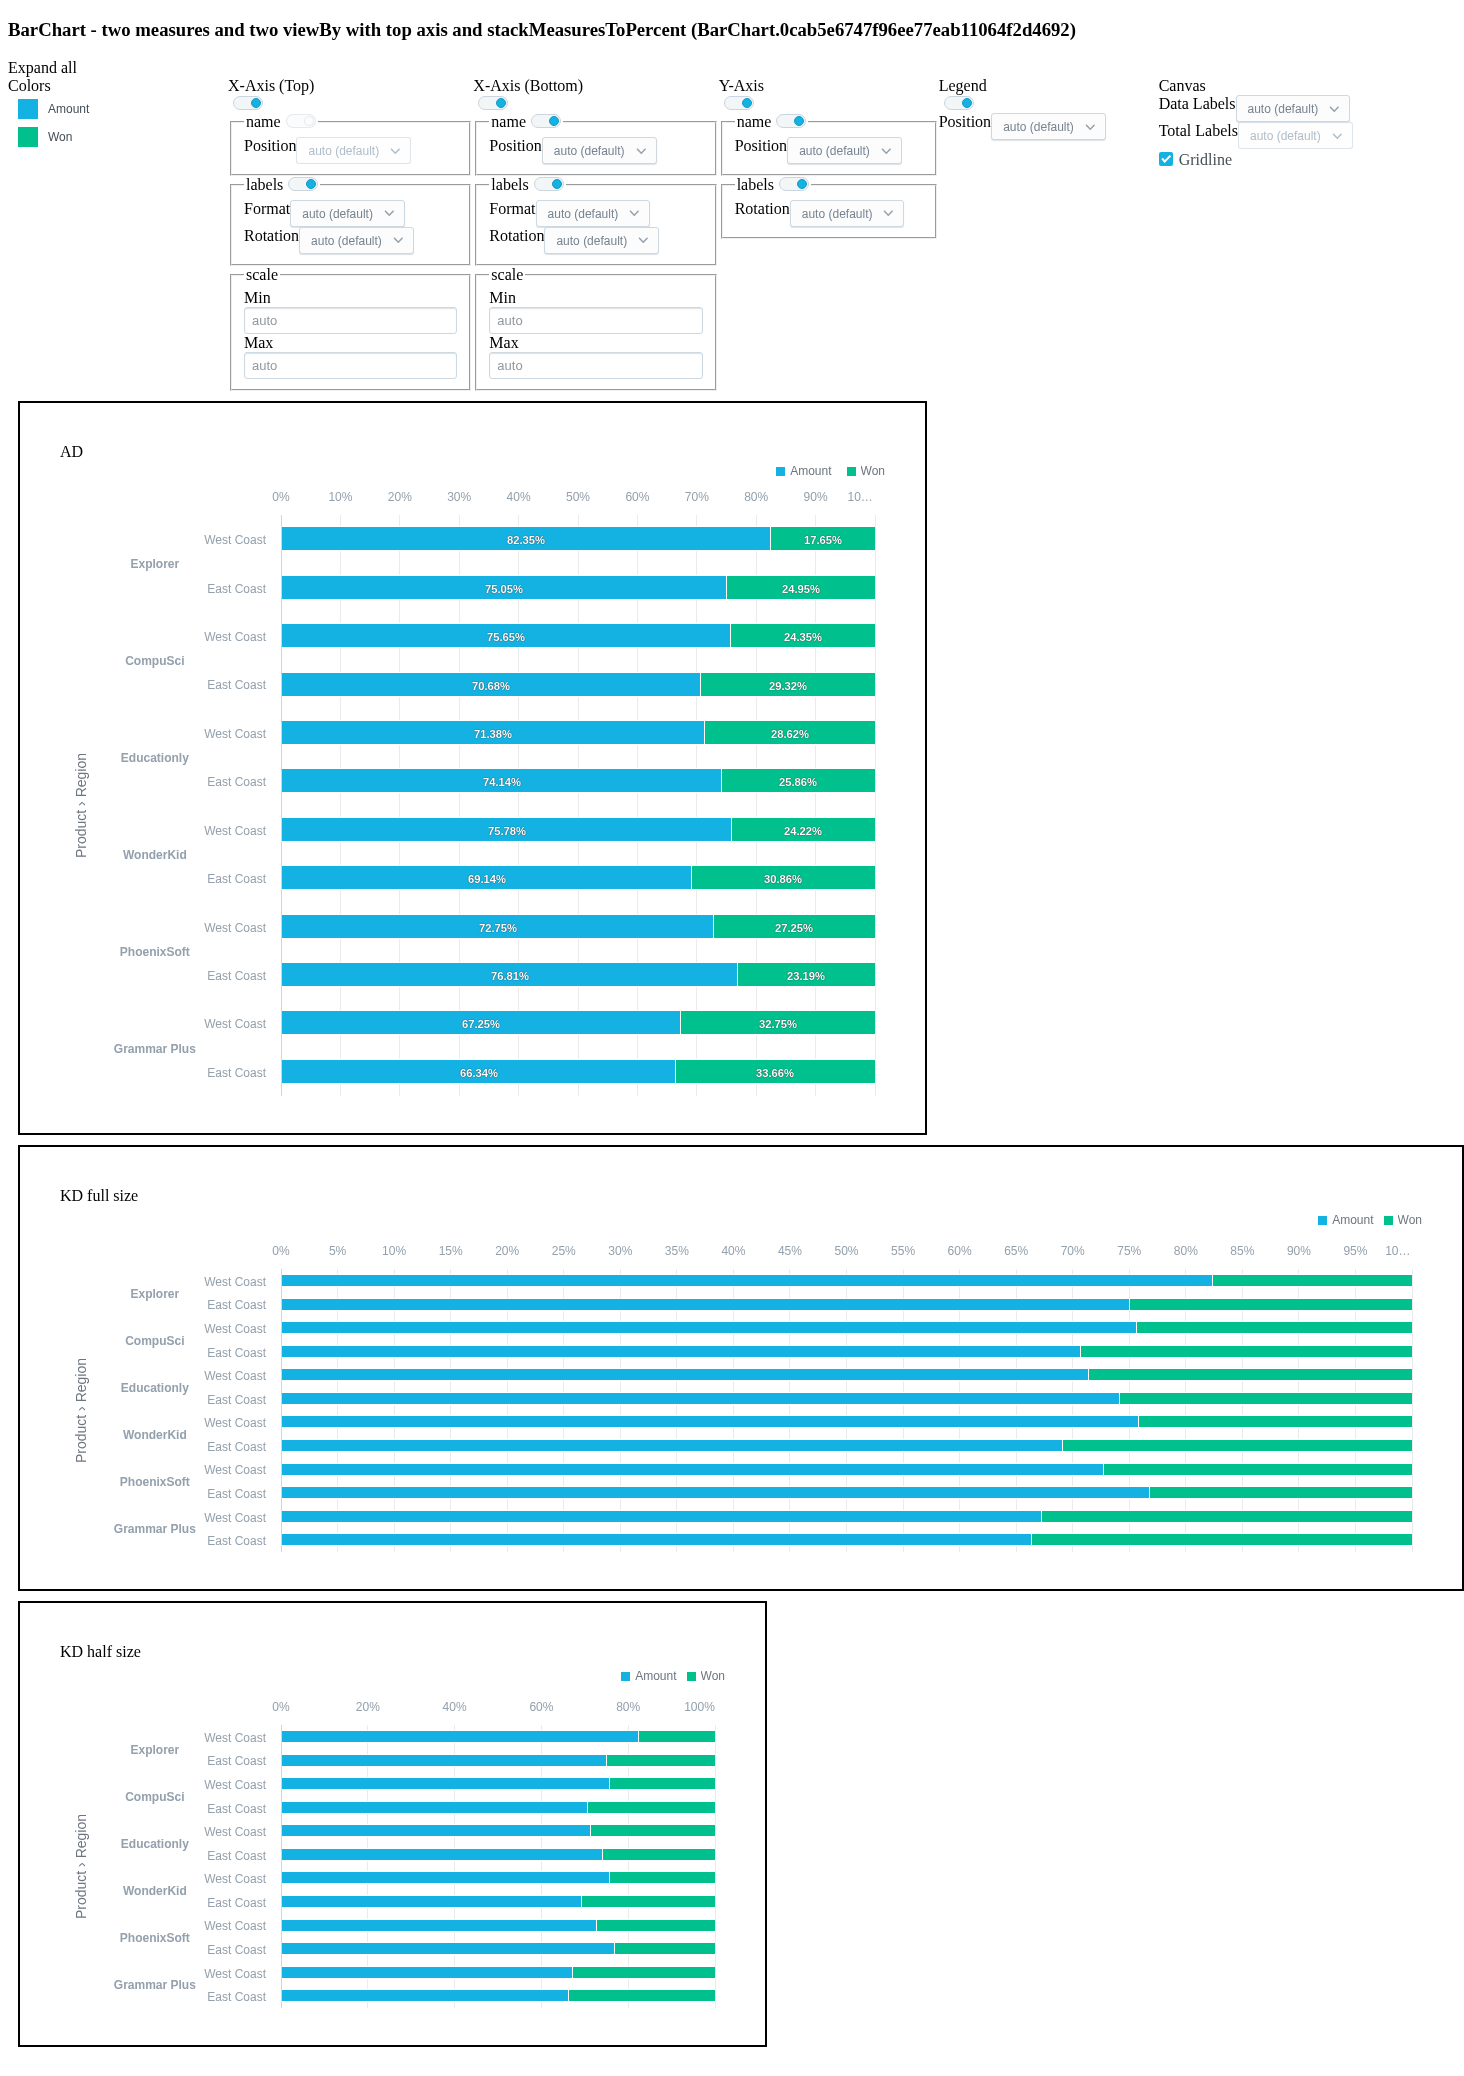 BarChart - two measures and two viewBy with top axis and stackMeasuresToPercent (BarChart.0cab5e6747f96ee77eab11064f2d4692)
Expand all
Colors
Amount
Won
X-Axis (Top)
name
Position auto (default)
labels
Format auto (default)
Rotation auto (default)
scale
Min
auto
Max
auto
X-Axis (Bottom)
name
Position auto (default)
labels
Format auto (default)
Rotation auto (default)
scale
Min
auto
Max
auto
Y-Axis
name
Position auto (default)
labels
Rotation auto (default)
Legend
Position auto (default)
Canvas
Data Labels auto (default)
Total Labels auto (default)
Gridline
AD
Amount Won
0% 10% 20% 30% 40% 50% 60% 70% 80% 90% 10…
Product › Region
Explorer
West Coast 82.35% 17.65%
East Coast 75.05% 24.95%
CompuSci
West Coast 75.65% 24.35%
East Coast 70.68% 29.32%
Educationly
West Coast 71.38% 28.62%
East Coast 74.14% 25.86%
WonderKid
West Coast 75.78% 24.22%
East Coast 69.14% 30.86%
PhoenixSoft
West Coast 72.75% 27.25%
East Coast 76.81% 23.19%
Grammar Plus
West Coast 67.25% 32.75%
East Coast 66.34% 33.66%
KD full size
Amount Won
0% 5% 10% 15% 20% 25% 30% 35% 40% 45% 50% 55% 60% 65% 70% 75% 80% 85% 90% 95% 10…
Product › Region
Explorer
West Coast
East Coast
CompuSci
West Coast
East Coast
Educationly
West Coast
East Coast
WonderKid
West Coast
East Coast
PhoenixSoft
West Coast
East Coast
Grammar Plus
West Coast
East Coast
KD half size
Amount Won
0% 20% 40% 60% 80% 100%
Product › Region
Explorer
West Coast
East Coast
CompuSci
West Coast
East Coast
Educationly
West Coast
East Coast
WonderKid
West Coast
East Coast
PhoenixSoft
West Coast
East Coast
Grammar Plus
West Coast
East Coast